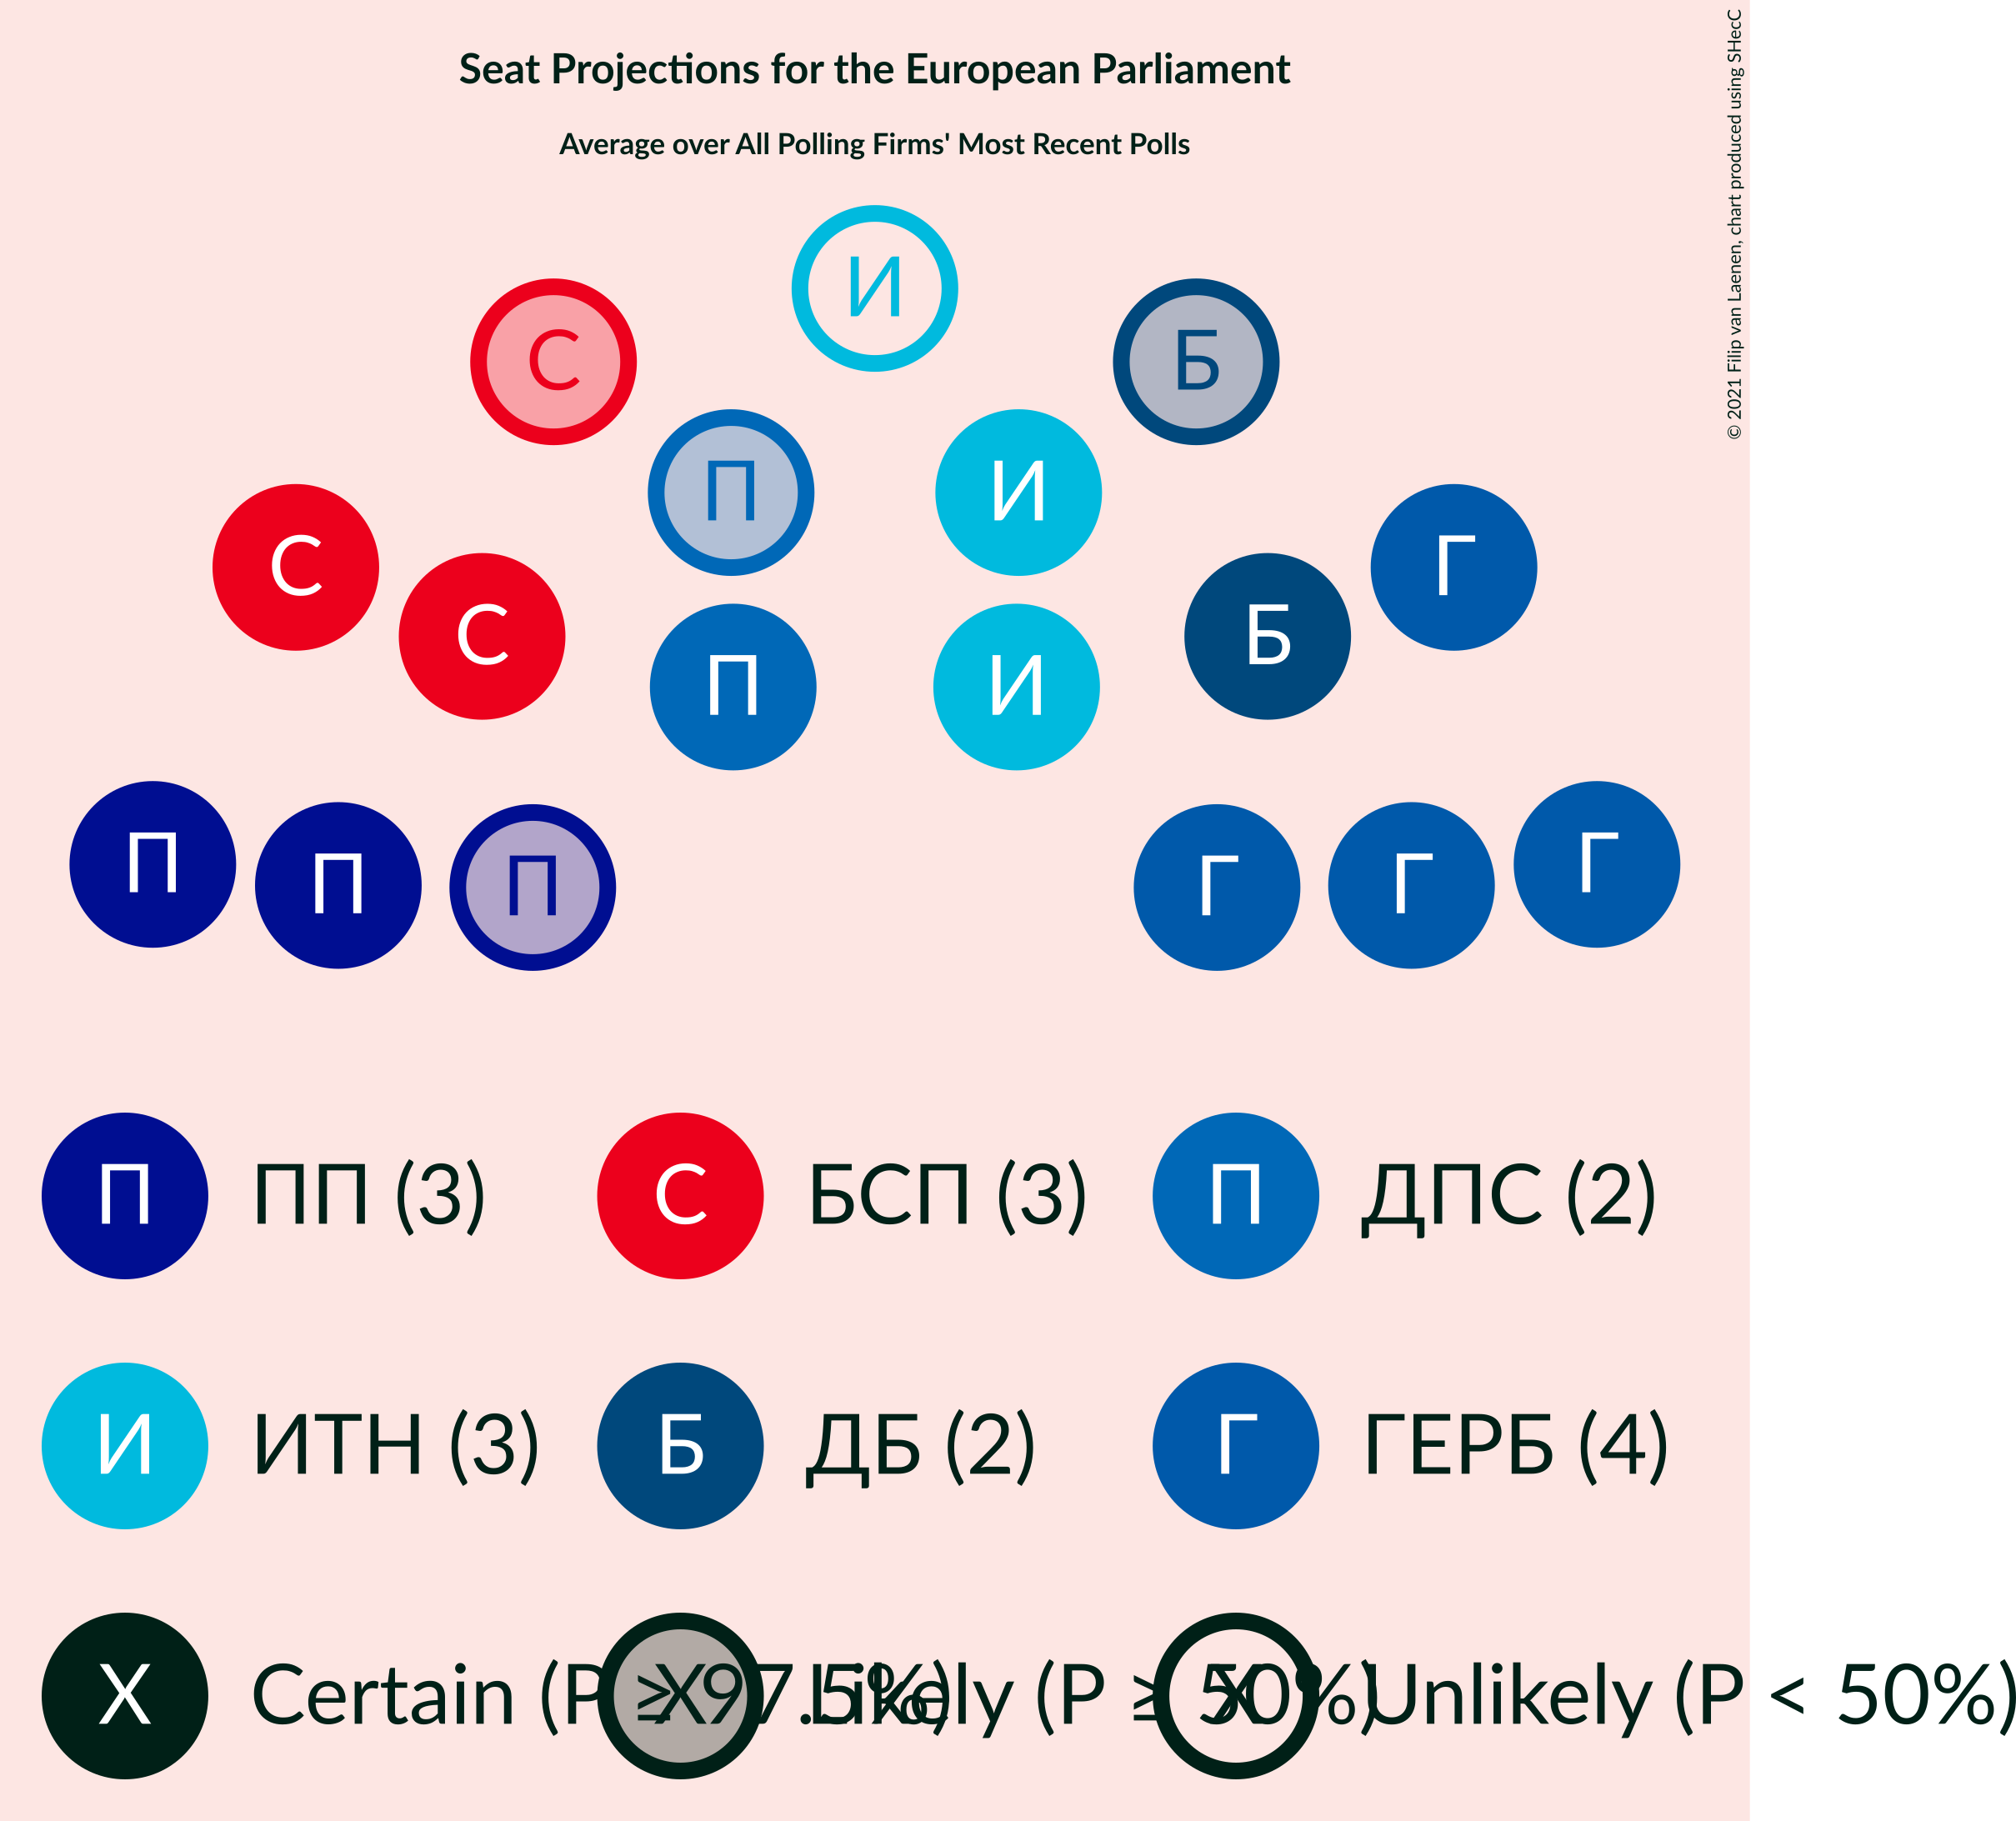 Seat Projections for the European Parliament
Average over All Polling Firms' Most Recent Polls
© 2021 Filip van Laenen, chart produced using SHecC
И
С Б
П И
С Г
С Б
П И
П Г
П Г
П Г
П ПП (3) С БСП (3) П ДПС (2)
И ИТН (3) Б ДБ (2) Г ГЕРБ (4)
X Certain (P ≥ 97.5%) X Likely (P ≥ 50%) X Unlikely (P < 50%)